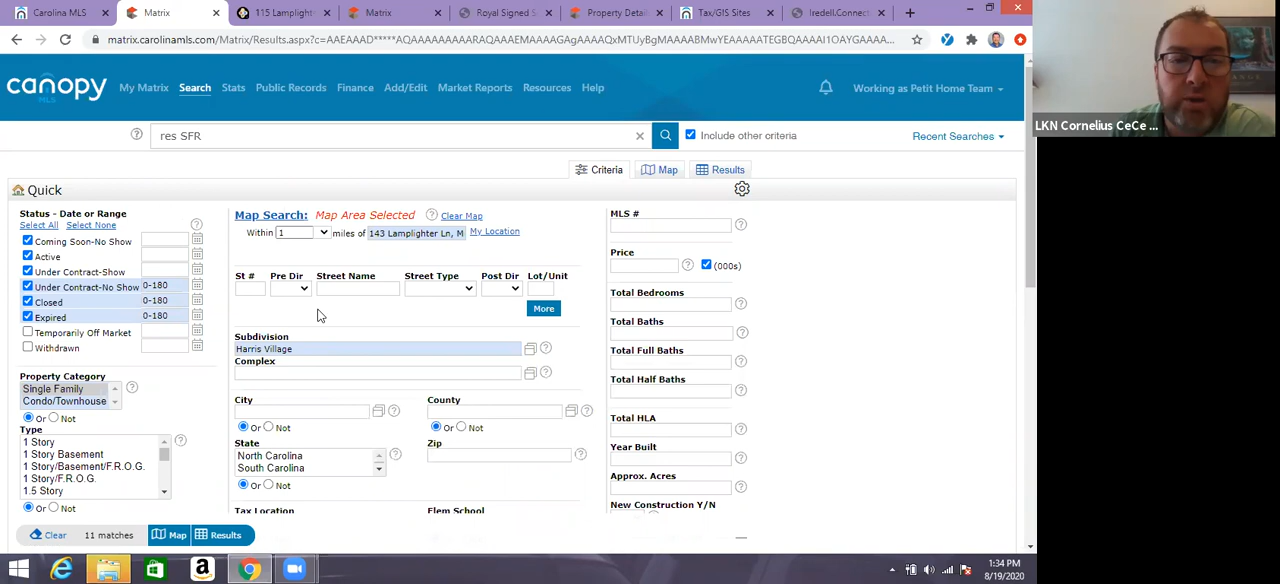 Carolina MLS
Matrix
115 Lamplight
Matrix
Royal Signed S
Property Detai
Tax/GIS Sites
Iredell.Connect
matrix.carolinamls.com/Matrix/Results.aspx?c=AAEAAAD*****AQAAAAAAAAARAQAAAEMAAAAGAgAAAAQxMTUyBgMAAAABMwYEAAAAATEGBQAAAAI1OAYGAAAA...
canopy
MLS
My Matrix Search Stats Public Records Finance Add/Edit Market Reports Resources Help
Working as Petit Home Team
res SFR
Include other criteria
Recent Searches
Criteria Map Results
Quick
Status - Date or Range
Select All Select None
Coming Soon-No Show
Active
Under Contract-Show
Under Contract-No Show 0-180
Closed 0-180
Expired 0-180
Temporarily Off Market
Withdrawn
Property Category
Single Family
Condo/Townhouse
Or Not
Type
1 Story
1 Story Basement
1 Story/Basement/F.R.O.G.
1 Story/F.R.O.G.
1.5 Story
Or Not
Map Search: Map Area Selected Clear Map
Within 1 miles of 143 Lamplighter Ln, M My Location
St # Pre Dir Street Name Street Type Post Dir Lot/Unit
More
Subdivision
Harris Village
Complex
City County
Or Not Or Not
State Zip
North Carolina
South Carolina
Or Not
Tax Location Elem School
MLS #
Price
(000s)
Total Bedrooms
Total Baths
Total Full Baths
Total Half Baths
Total HLA
Year Built
Approx. Acres
New Construction Y/N
Clear 11 matches Map Results
LKN Cornelius CeCe ...
1:34 PM
8/19/2020